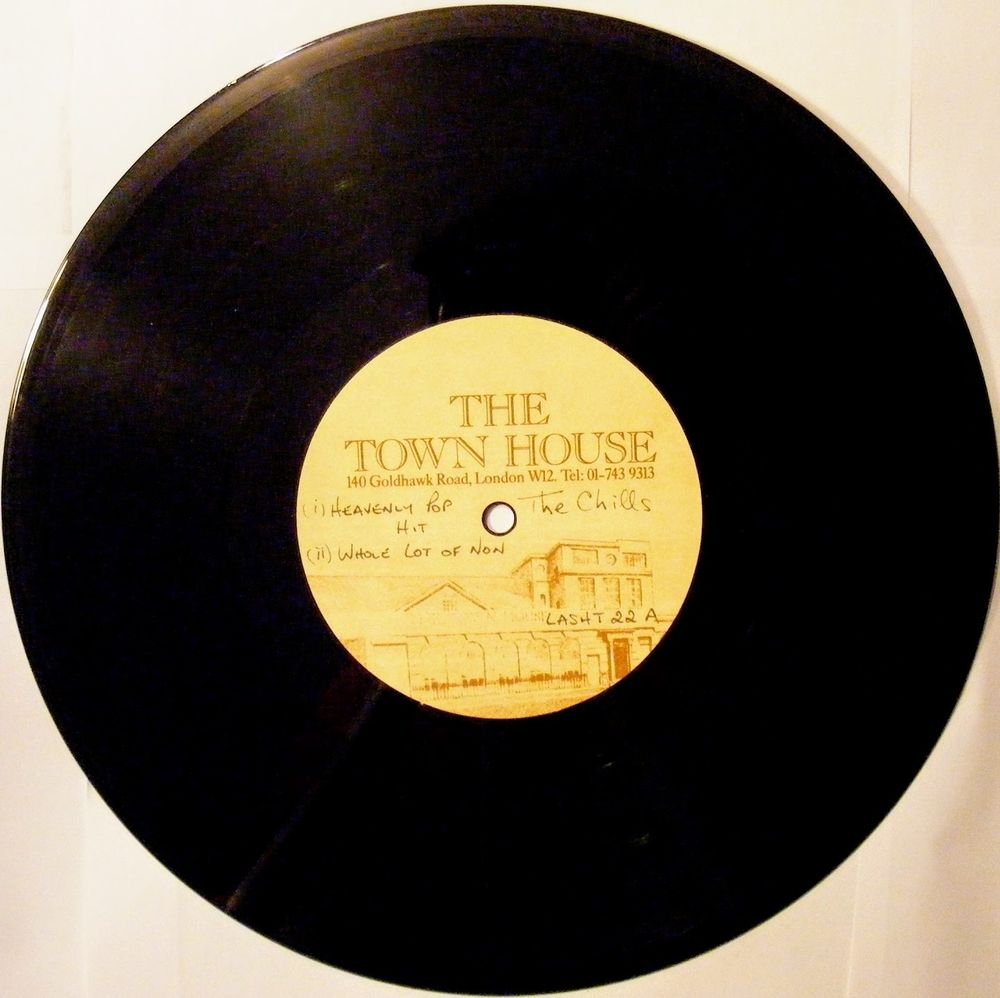 THE
TOWN HOUSE
140 Goldhawk Road, London W12. Tel: 01-743 9313
(i) HEAVENLY POP
HIT
The Chills
(ii) WHOLE LOT OF NON
LASHT 22 A